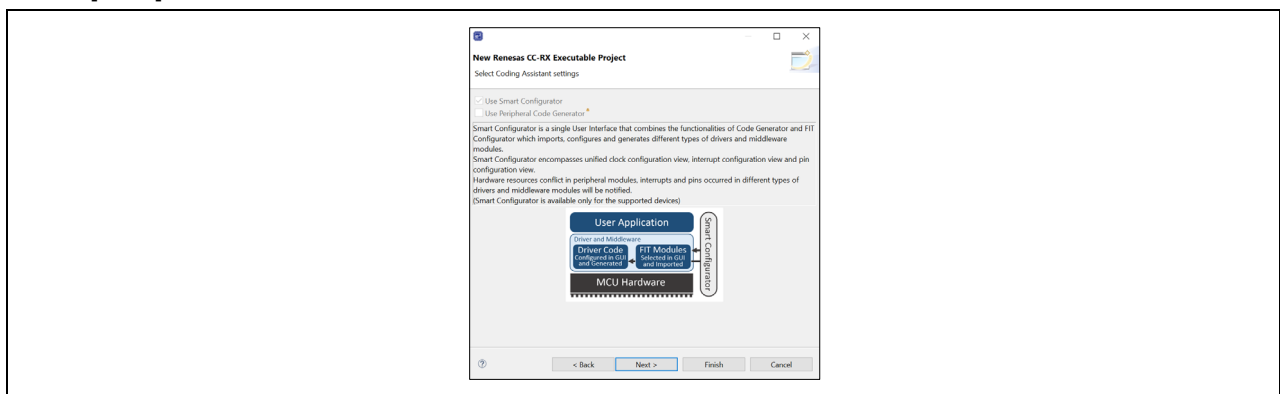 New Renesas CC-RX Executable Project
Select Coding Assistant settings
Use Smart Configurator
Use Peripheral Code Generator
Smart Configurator is a single User Interface that combines the functionalities of Code Generator and FIT
Configurator which imports, configures and generates different types of drivers and middleware
modules.
Smart Configurator encompasses unified clock configuration view, interrupt configuration view and pin
configuration view.
Hardware resources conflict in peripheral modules, interrupts and pins occurred in different types of
drivers and middleware modules will be notified.
(Smart Configurator is available only for the supported devices)
User Application
Driver and Middleware
Driver Code
Configured in GUI
and Generated
FIT Modules
Selected in GUI
and Imported
MCU Hardware
Smart Configurator
< Back
Next >
Finish
Cancel